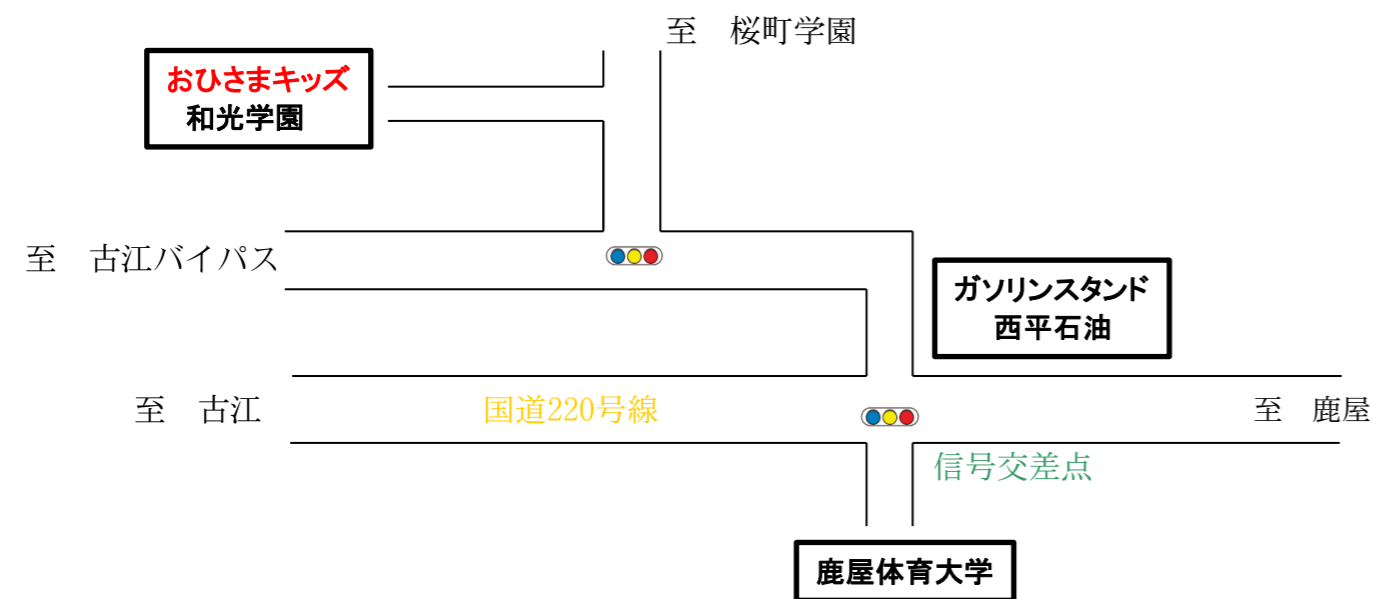 至　桜町学園
おひさまキッズ
和光学園
至　古江バイパス
ガソリンスタンド
西平石油
至　古江
国道220号線
至　鹿屋
信号交差点
鹿屋体育大学